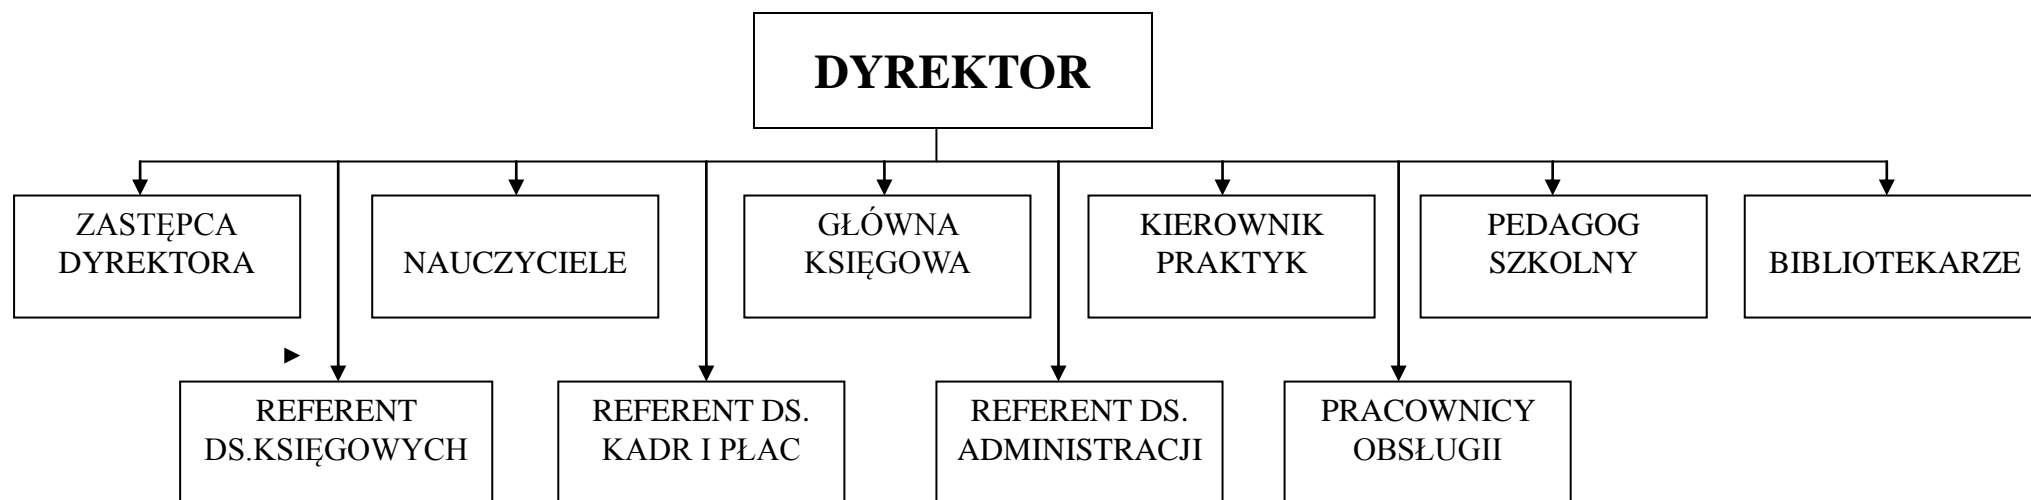 DYREKTOR
ZASTĘPCA
DYREKTORA
NAUCZYCIELE
GŁÓWNA
KSIĘGOWA
KIEROWNIK
PRAKTYK
PEDAGOG
SZKOLNY
BIBLIOTEKARZE
REFERENT
DS.KSIĘGOWYCH
REFERENT DS.
KADR I PŁAC
REFERENT DS.
ADMINISTRACJI
PRACOWNICY
OBSŁUGII